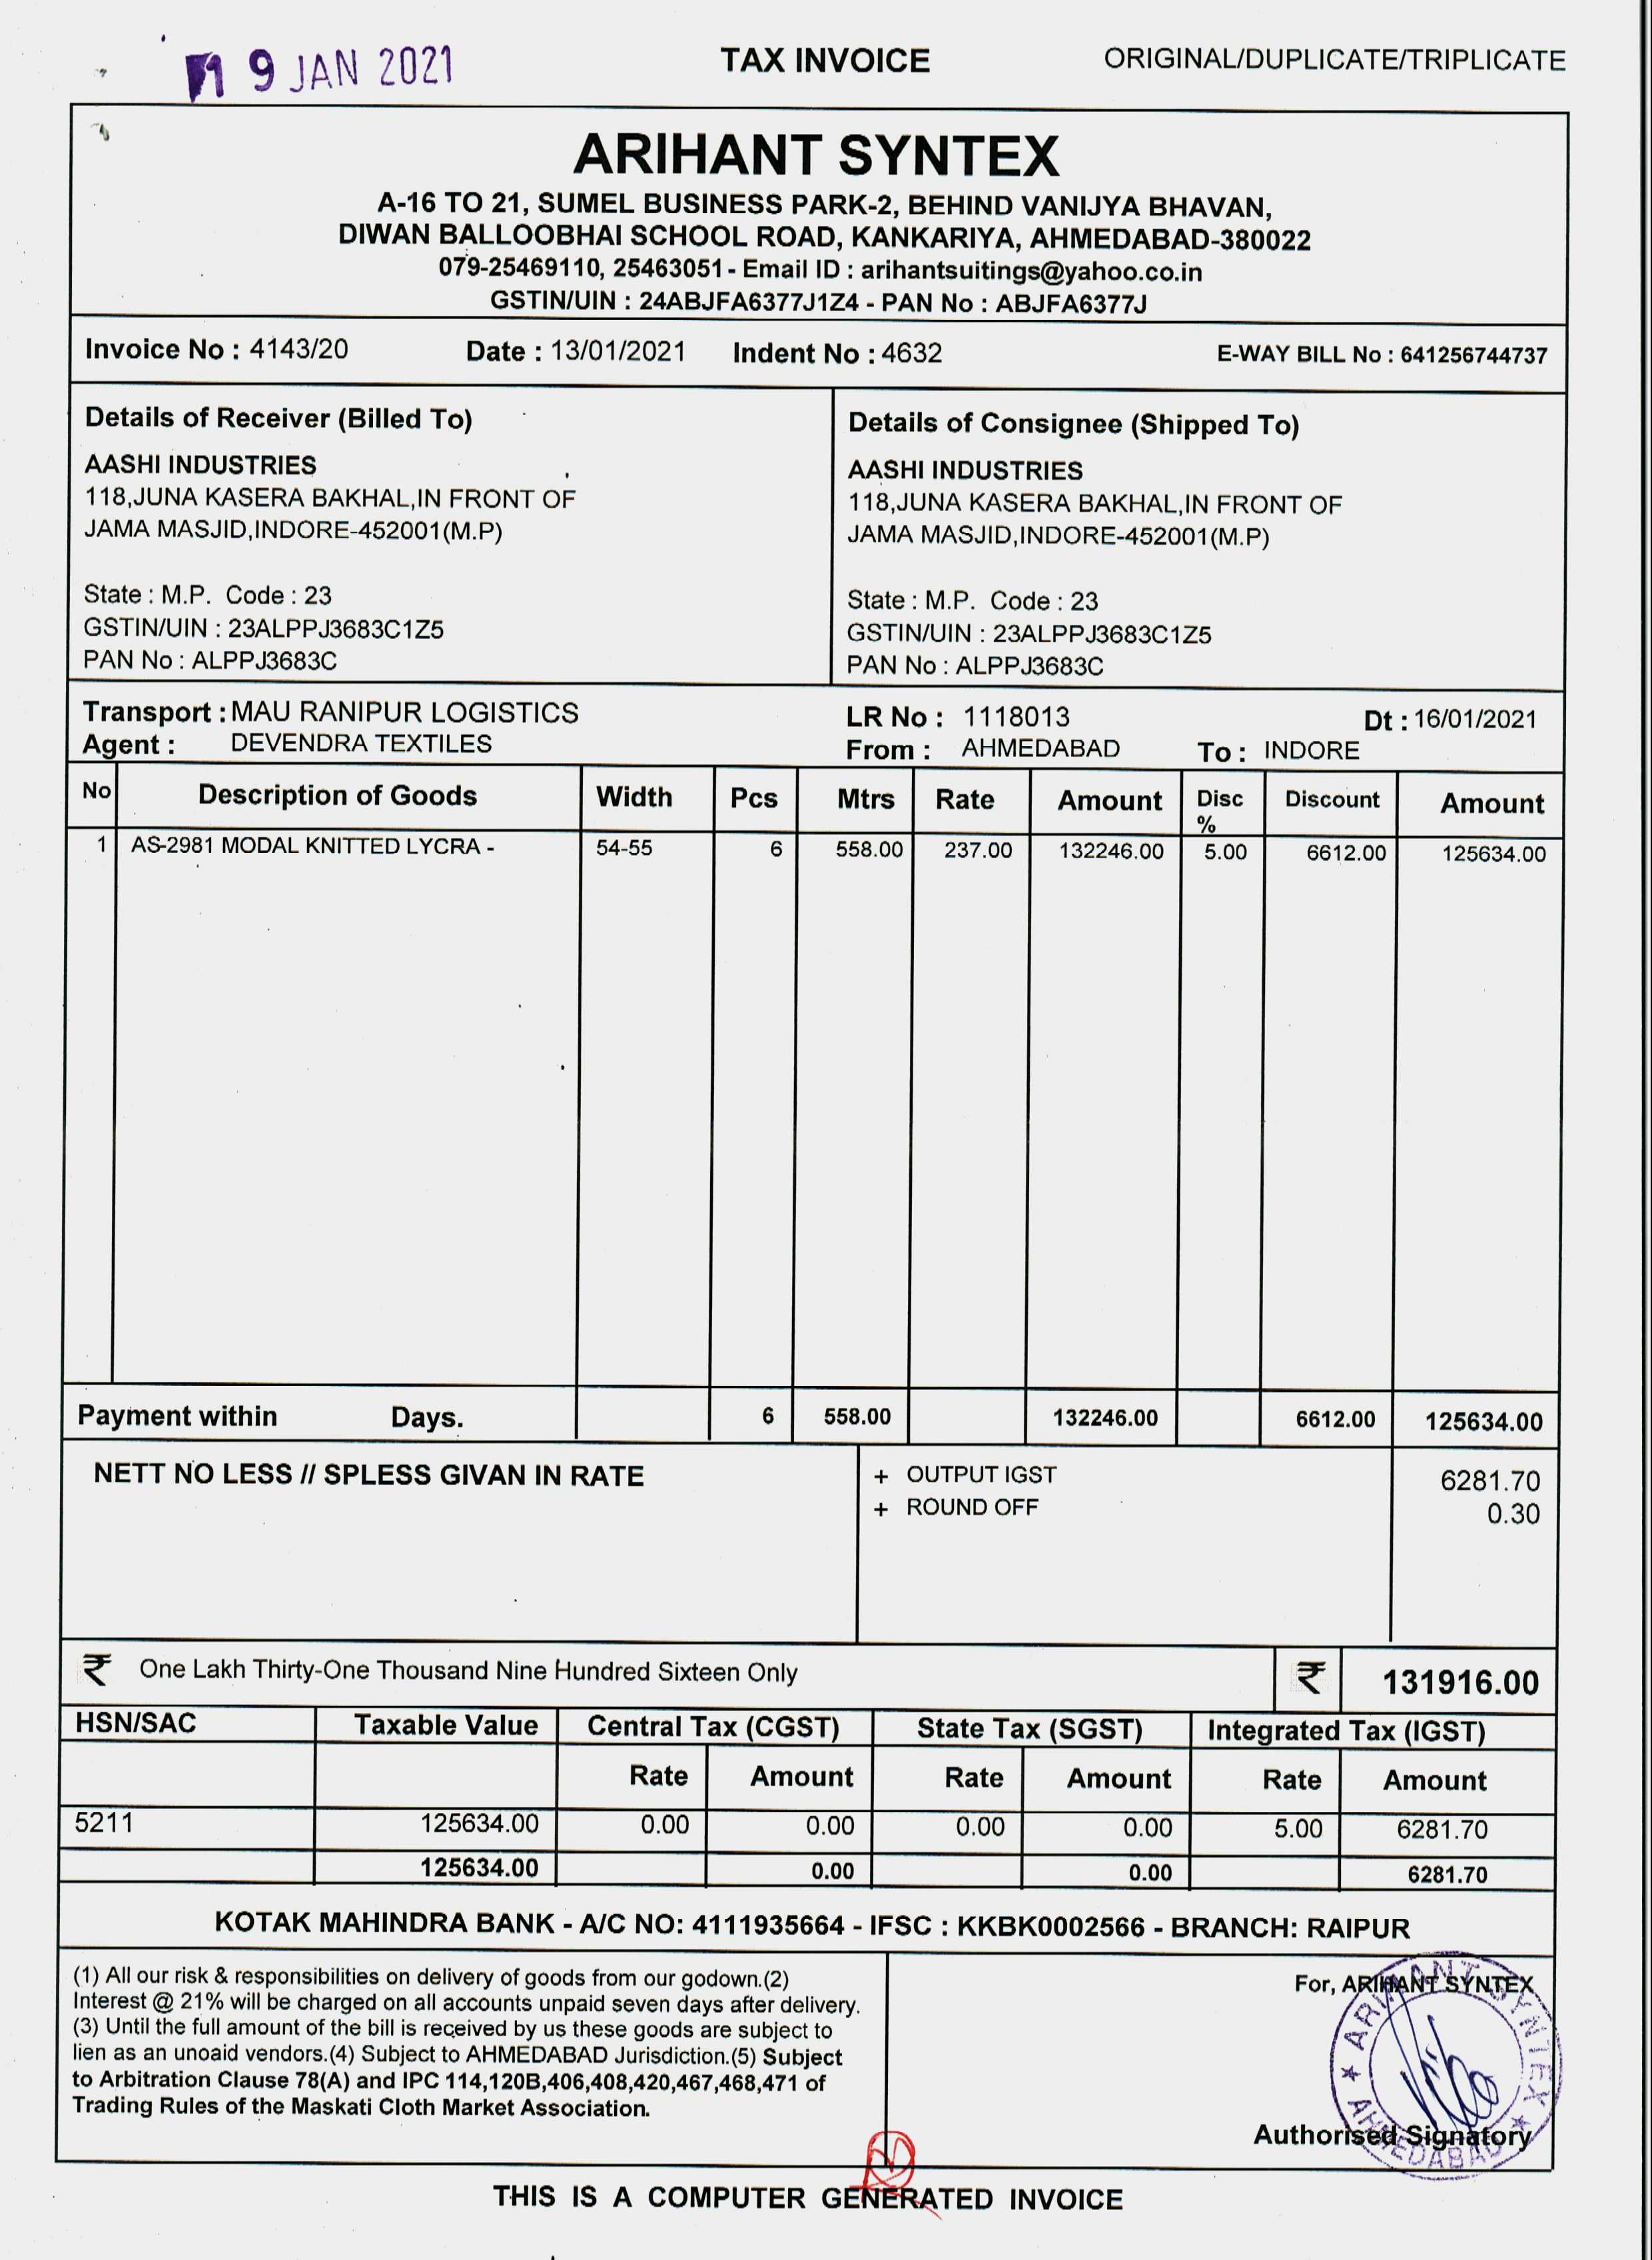 19 JAN 2021
TAX INVOICE
ORIGINAL/DUPLICATE/TRIPLICATE
ARIHANT SYNTEX
A-16 TO 21, SUMEL BUSINESS PARK-2, BEHIND VANIJYA BHAVAN,
DIWAN BALLOOBHAI SCHOOL ROAD, KANKARIYA, AHMEDABAD-380022
079-25469110, 25463051 - Email ID : arihantsuitings@yahoo.co.in
GSTIN/UIN : 24ABJFA6377J1Z4 - PAN No : ABJFA6377J
Invoice No : 4143/20 Date : 13/01/2021 Indent No : 4632 E-WAY BILL No : 641256744737
Details of Receiver (Billed To)
AASHI INDUSTRIES
118,JUNA KASERA BAKHAL,IN FRONT OF
JAMA MASJID,INDORE-452001(M.P)
State : M.P. Code : 23
GSTIN/UIN : 23ALPPJ3683C1Z5
PAN No : ALPPJ3683C
Details of Consignee (Shipped To)
AASHI INDUSTRIES
118,JUNA KASERA BAKHAL,IN FRONT OF
JAMA MASJID,INDORE-452001(M.P)
State : M.P. Code : 23
GSTIN/UIN : 23ALPPJ3683C1Z5
PAN No : ALPPJ3683C
Transport : MAU RANIPUR LOGISTICS LR No : 1118013 Dt : 16/01/2021
Agent : DEVENDRA TEXTILES From : AHMEDABAD To : INDORE
No Description of Goods Width Pcs Mtrs Rate Amount Disc % Discount Amount
1 AS-2981 MODAL KNITTED LYCRA - 54-55 6 558.00 237.00 132246.00 5.00 6612.00 125634.00
Payment within Days. 6 558.00 132246.00 6612.00 125634.00
NETT NO LESS // SPLESS GIVAN IN RATE
+ OUTPUT IGST 6281.70
+ ROUND OFF 0.30
₹ One Lakh Thirty-One Thousand Nine Hundred Sixteen Only ₹ 131916.00
HSN/SAC Taxable Value Central Tax (CGST) State Tax (SGST) Integrated Tax (IGST)
Rate Amount Rate Amount Rate Amount
5211 125634.00 0.00 0.00 0.00 0.00 5.00 6281.70
125634.00 0.00 0.00 6281.70
KOTAK MAHINDRA BANK - A/C NO: 4111935664 - IFSC : KKBK0002566 - BRANCH: RAIPUR
(1) All our risk & responsibilities on delivery of goods from our godown.(2)
Interest @ 21% will be charged on all accounts unpaid seven days after delivery.
(3) Until the full amount of the bill is received by us these goods are subject to
lien as an unoaid vendors.(4) Subject to AHMEDABAD Jurisdiction.(5) Subject
to Arbitration Clause 78(A) and IPC 114,120B,406,408,420,467,468,471 of
Trading Rules of the Maskati Cloth Market Association.
For, ARIHANT SYNTEX
★ ARIHANT SYNTEX ★ AHMEDABAD
Authorised Signatory
THIS IS A COMPUTER GENERATED INVOICE